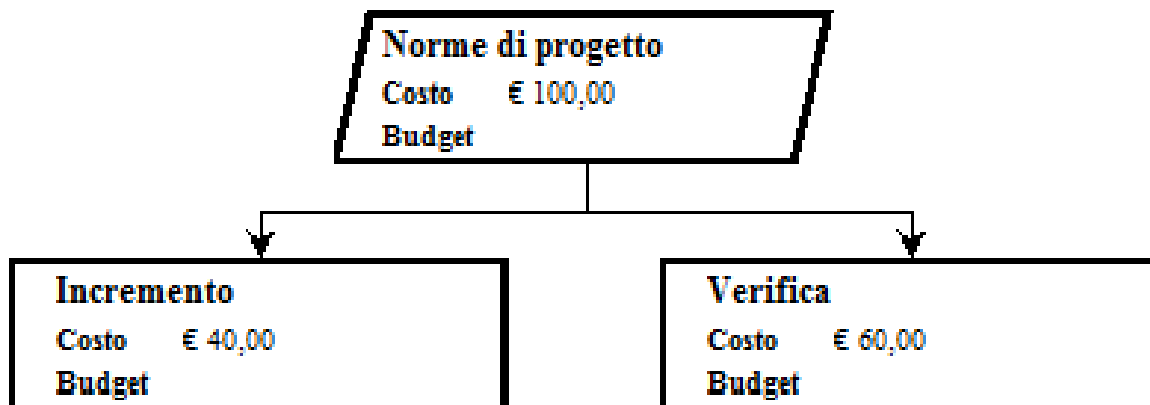 Norme di progetto
Costo € 100,00
Budget
Incremento
Costo € 40,00
Budget
Verifica
Costo € 60,00
Budget